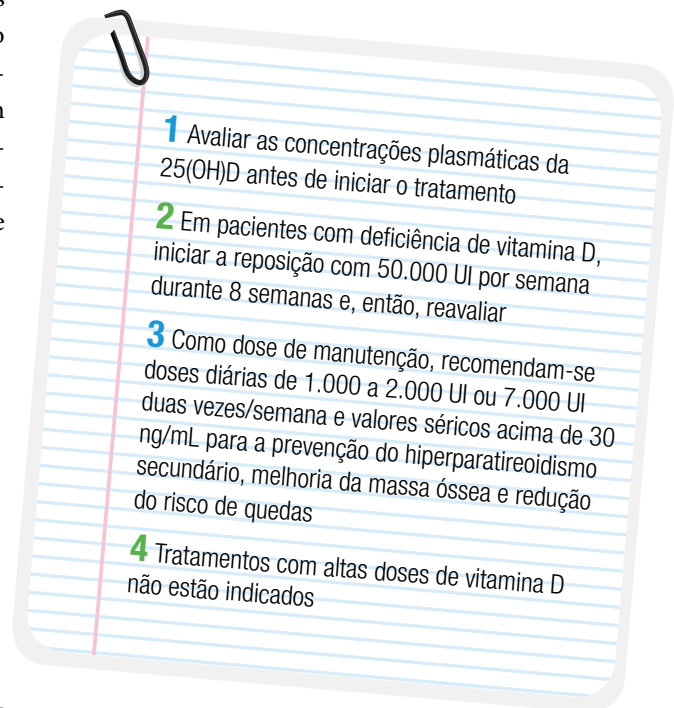 1 Avaliar as concentrações plasmáticas da
25(OH)D antes de iniciar o tratamento
2 Em pacientes com deficiência de vitamina D,
iniciar a reposição com 50.000 UI por semana
durante 8 semanas e, então, reavaliar
3 Como dose de manutenção, recomendam-se
doses diárias de 1.000 a 2.000 UI ou 7.000 UI
duas vezes/semana e valores séricos acima de 30
ng/mL para a prevenção do hiperparatireoidismo
secundário, melhoria da massa óssea e redução
do risco de quedas
4 Tratamentos com altas doses de vitamina D
não estão indicados